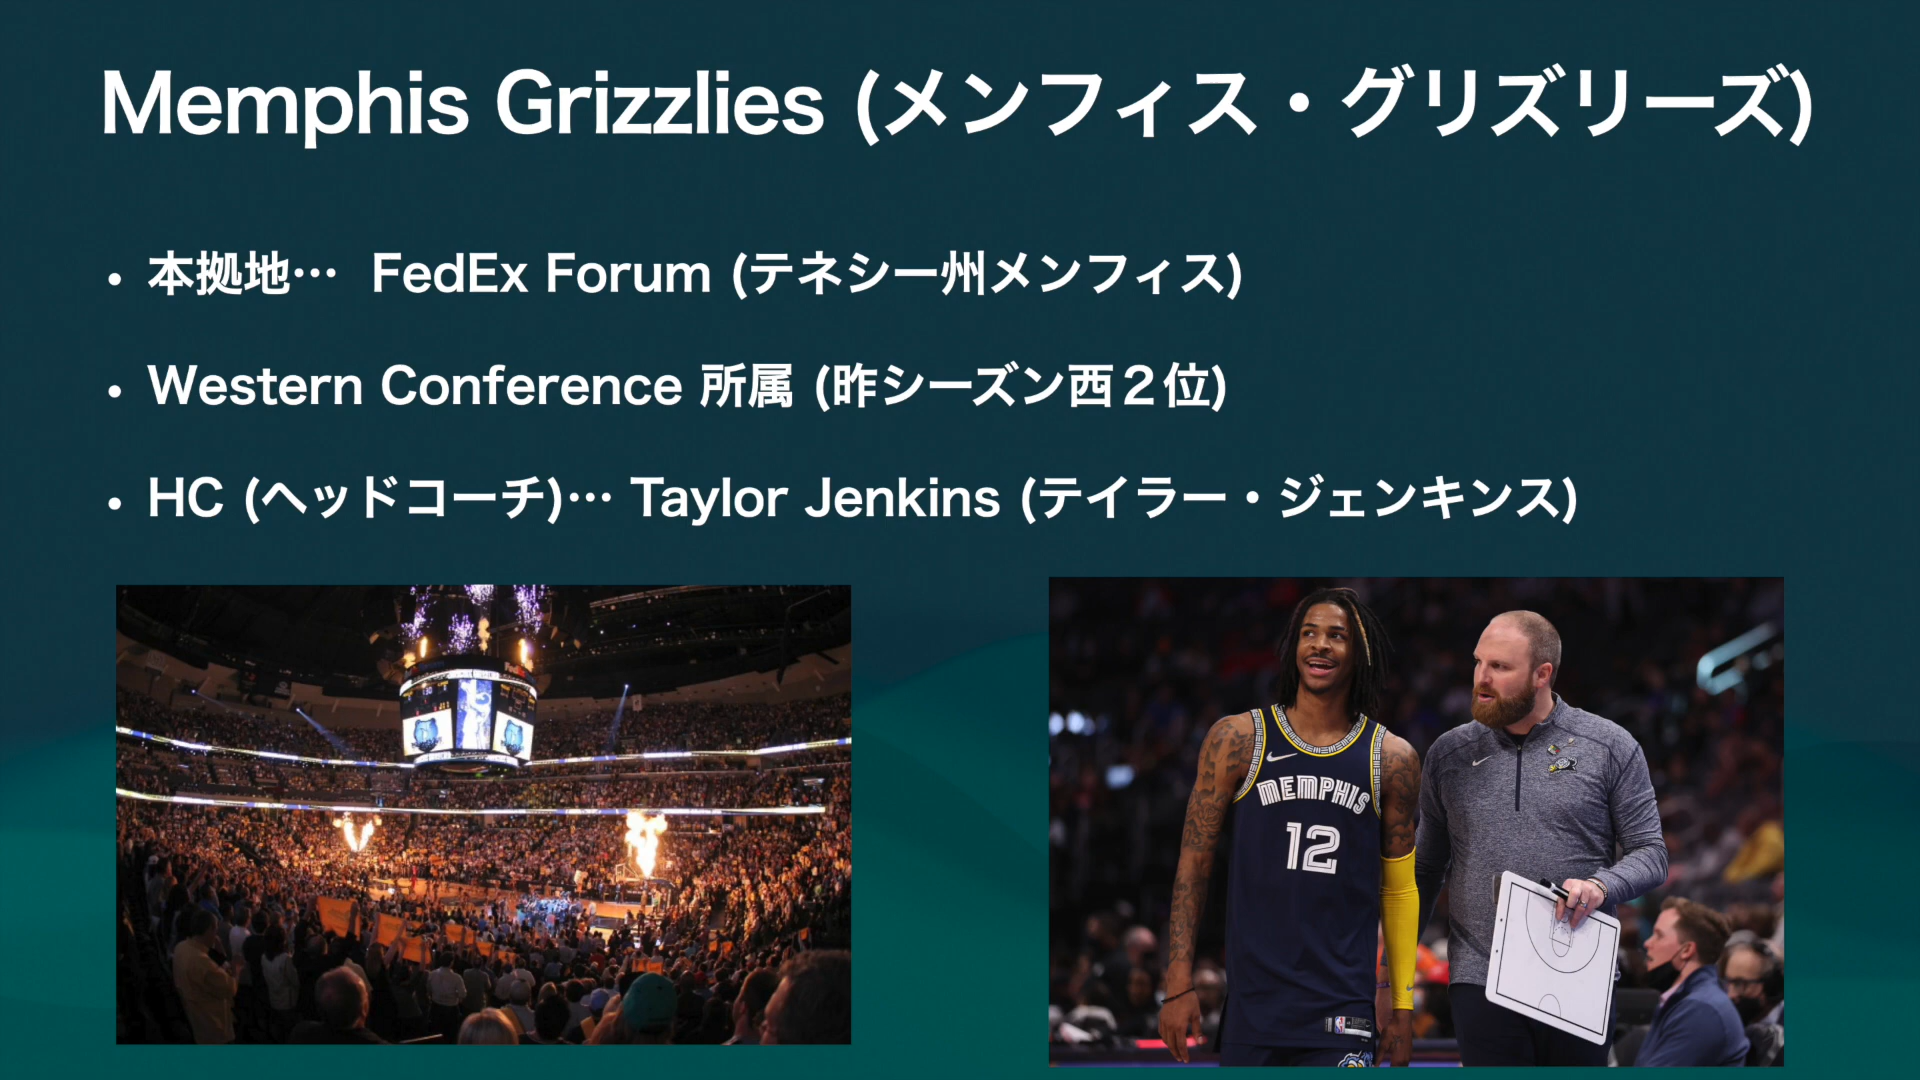 Memphis Grizzlies (メンフィス・グリズリーズ)
• 本拠地… FedEx Forum (テネシー州メンフィス)
• Western Conference 所属 (昨シーズン西２位)
• HC (ヘッドコーチ)… Taylor Jenkins (テイラー・ジェンキンス)
MEMPHIS
12